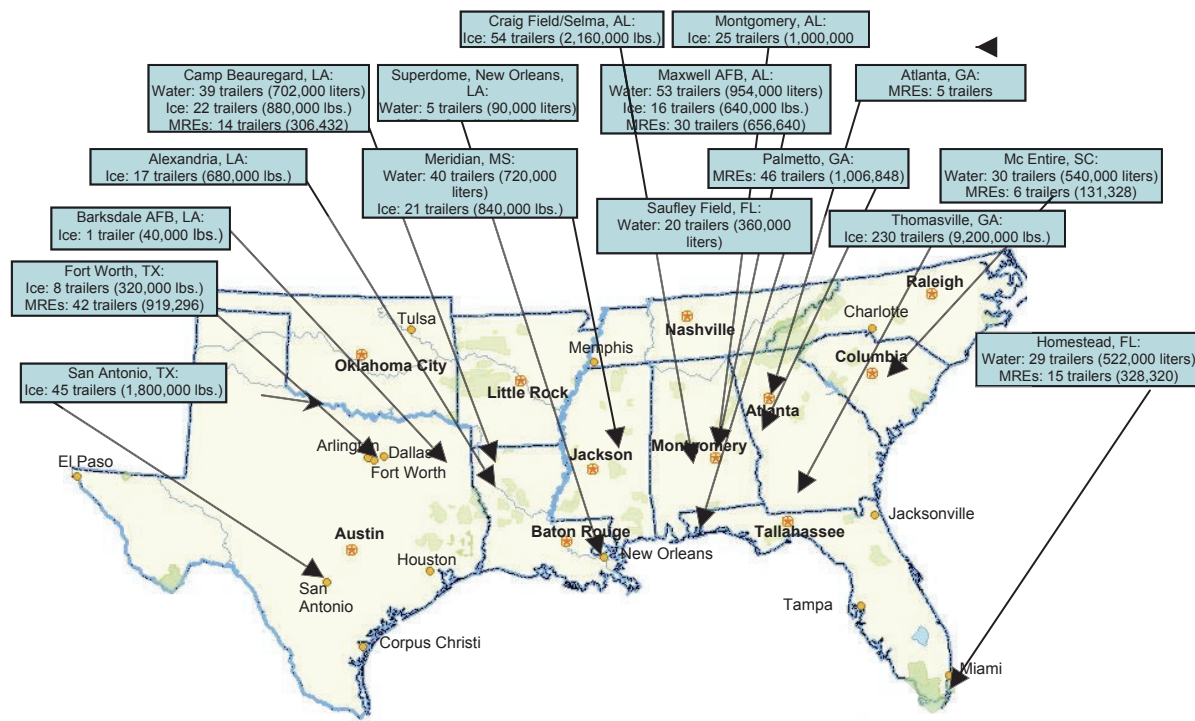 Craig Field/Selma, AL:
Ice: 54 trailers (2,160,000 lbs.)
Montgomery, AL:
Ice: 25 trailers (1,000,000
Camp Beauregard, LA:
Water: 39 trailers (702,000 liters)
Ice: 22 trailers (880,000 lbs.)
MREs: 14 trailers (306,432)
Superdome, New Orleans,
LA:
Water: 5 trailers (90,000 liters)
Maxwell AFB, AL:
Water: 53 trailers (954,000 liters)
Ice: 16 trailers (640,000 lbs.)
MREs: 30 trailers (656,640)
Atlanta, GA:
MREs: 5 trailers
Alexandria, LA:
Ice: 17 trailers (680,000 lbs.)
Meridian, MS:
Water: 40 trailers (720,000
liters)
Ice: 21 trailers (840,000 lbs.)
Palmetto, GA:
MREs: 46 trailers (1,006,848)
Mc Entire, SC:
Water: 30 trailers (540,000 liters)
MREs: 6 trailers (131,328)
Barksdale AFB, LA:
Ice: 1 trailer (40,000 lbs.)
Saufley Field, FL:
Water: 20 trailers (360,000
liters)
Thomasville, GA:
Ice: 230 trailers (9,200,000 lbs.)
Fort Worth, TX:
Ice: 8 trailers (320,000 lbs.)
MREs: 42 trailers (919,296)
San Antonio, TX:
Ice: 45 trailers (1,800,000 lbs.)
Homestead, FL:
Water: 29 trailers (522,000 liters)
MREs: 15 trailers (328,320)
Raleigh
Charlotte
Nashville
Tulsa
Memphis
Oklahoma City
Columbia
Little Rock
Atlanta
Arlington
Dallas
Fort Worth
Jackson
Montgomery
El Paso
Jacksonville
Austin
Baton Rouge
Tallahassee
Houston
New Orleans
San
Antonio
Tampa
Corpus Christi
Miami